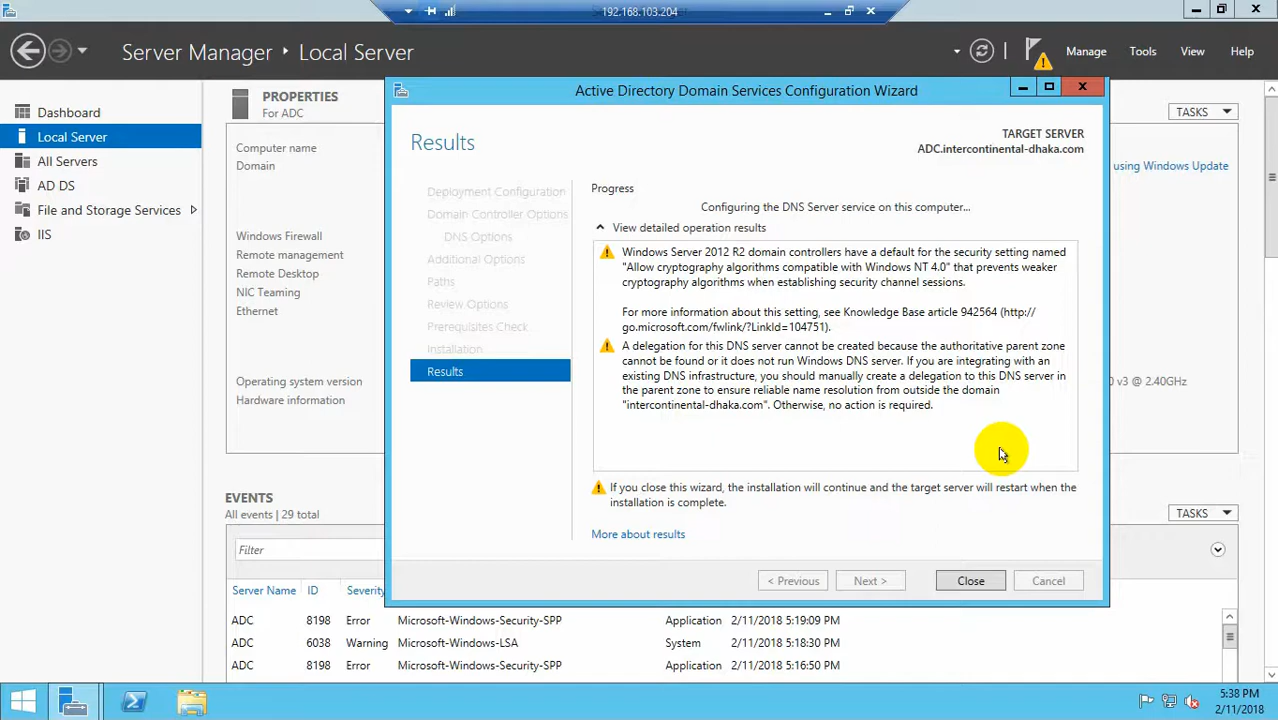 192.168.103.204
Server Manager ‣ Local Server
Manage Tools View Help
Dashboard
Local Server
All Servers
AD DS
File and Storage Services
IIS
PROPERTIES
For ADC
TASKS
Computer name
Domain
using Windows Update
Windows Firewall
Remote management
Remote Desktop
NIC Teaming
Ethernet
Operating system version
v3 @ 2.40GHz
Hardware information
Active Directory Domain Services Configuration Wizard
Results
TARGET SERVER
ADC.intercontinental-dhaka.com
Deployment Configuration
Domain Controller Options
DNS Options
Additional Options
Paths
Review Options
Prerequisites Check
Installation
Results
Progress
Configuring the DNS Server service on this computer...
View detailed operation results
Windows Server 2012 R2 domain controllers have a default for the security setting named
"Allow cryptography algorithms compatible with Windows NT 4.0" that prevents weaker
cryptography algorithms when establishing security channel sessions.
For more information about this setting, see Knowledge Base article 942564 (http://
go.microsoft.com/fwlink/?LinkId=104751).
A delegation for this DNS server cannot be created because the authoritative parent zone
cannot be found or it does not run Windows DNS server. If you are integrating with an
existing DNS infrastructure, you should manually create a delegation to this DNS server in
the parent zone to ensure reliable name resolution from outside the domain
"intercontinental-dhaka.com". Otherwise, no action is required.
If you close this wizard, the installation will continue and the target server will restart when the
installation is complete.
More about results
< Previous Next > Close Cancel
EVENTS
All events | 29 total
TASKS
Filter
Server Name ID Severity
ADC 8198 Error Microsoft-Windows-Security-SPP Application 2/11/2018 5:19:09 PM
ADC 6038 Warning Microsoft-Windows-LSA System 2/11/2018 5:18:30 PM
ADC 8198 Error Microsoft-Windows-Security-SPP Application 2/11/2018 5:16:50 PM
5:38 PM
2/11/2018